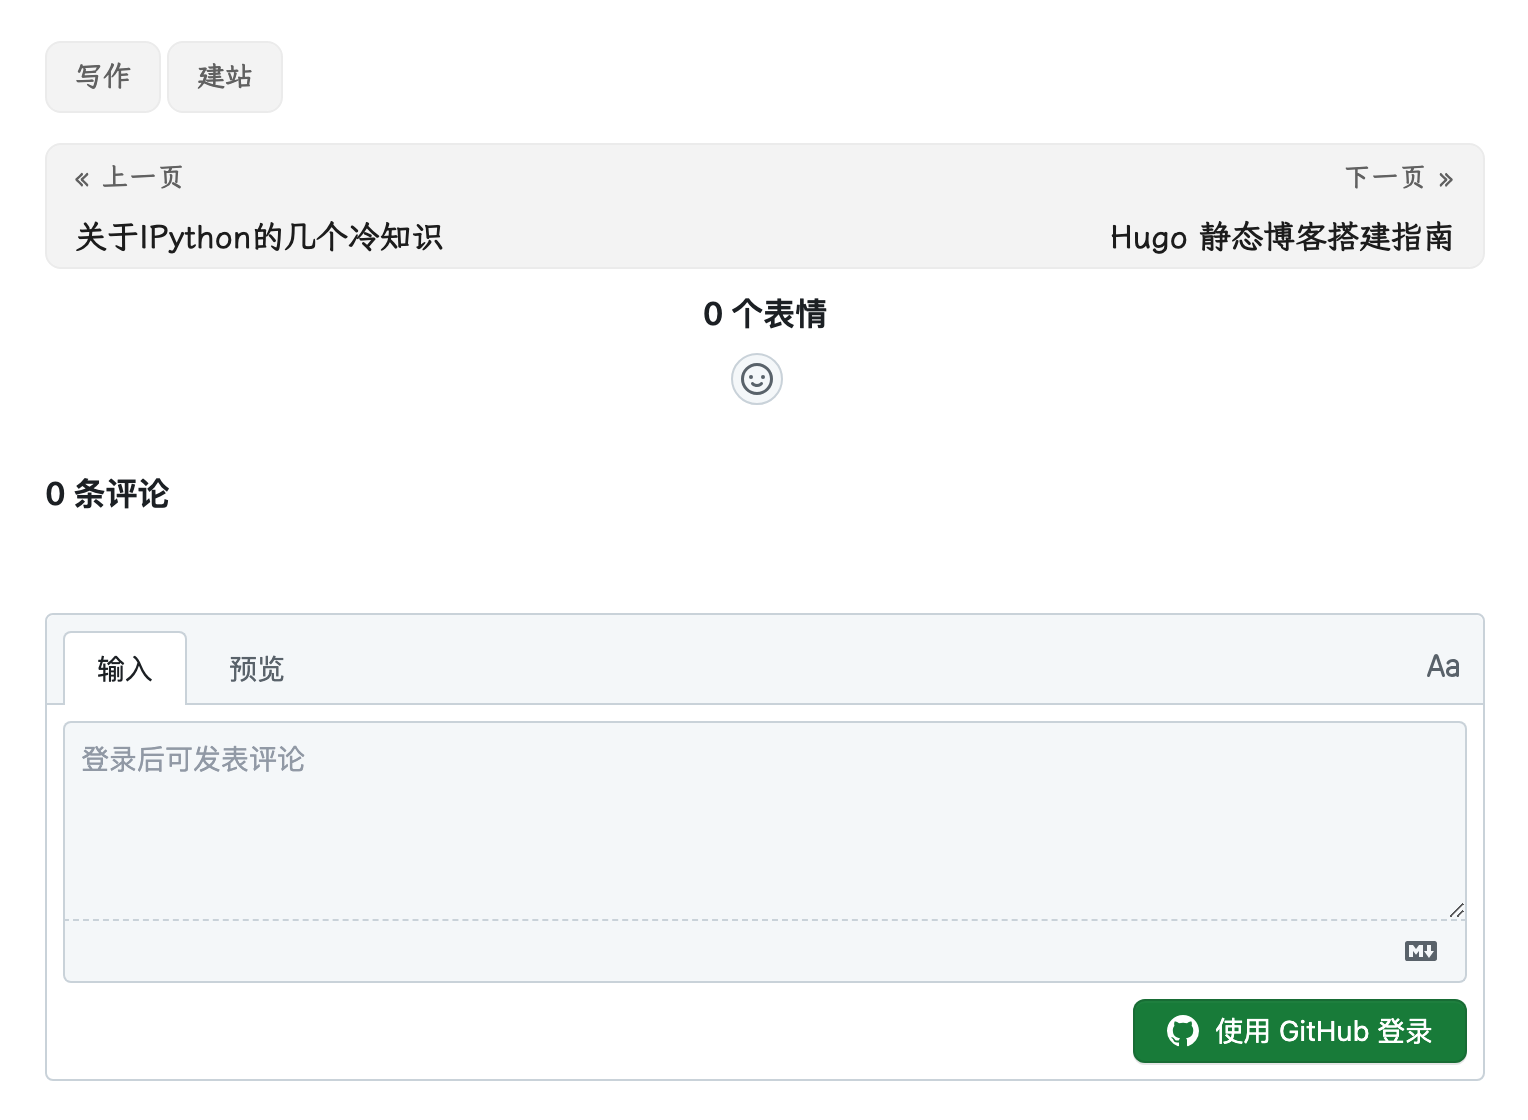 写作 建站
« 上一页 下一页 »
关于IPython的几个冷知识 Hugo 静态博客搭建指南
0 个表情
0 条评论
输入 预览 Aa
登录后可发表评论
M↓
使用 GitHub 登录